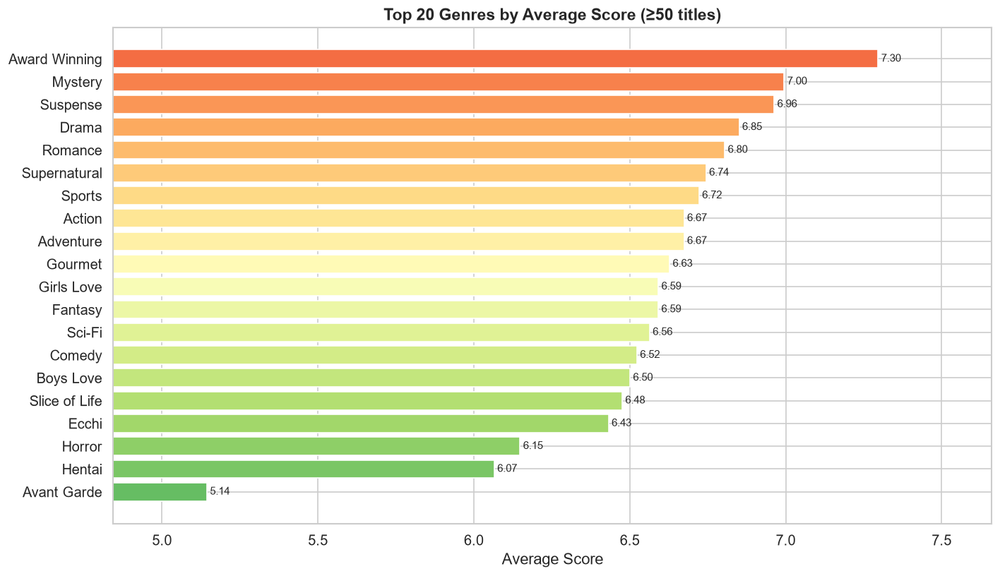 Top 20 Genres by Average Score (≥50 titles)
Award Winning 7.30
Mystery 7.00
Suspense 6.96
Drama 6.85
Romance 6.80
Supernatural 6.74
Sports 6.72
Action 6.67
Adventure 6.67
Gourmet 6.63
Girls Love 6.59
Fantasy 6.59
Sci-Fi 6.56
Comedy 6.52
Boys Love 6.50
Slice of Life 6.48
Ecchi 6.43
Horror 6.15
Hentai 6.07
Avant Garde 5.14
5.0 5.5 6.0 6.5 7.0 7.5
Average Score